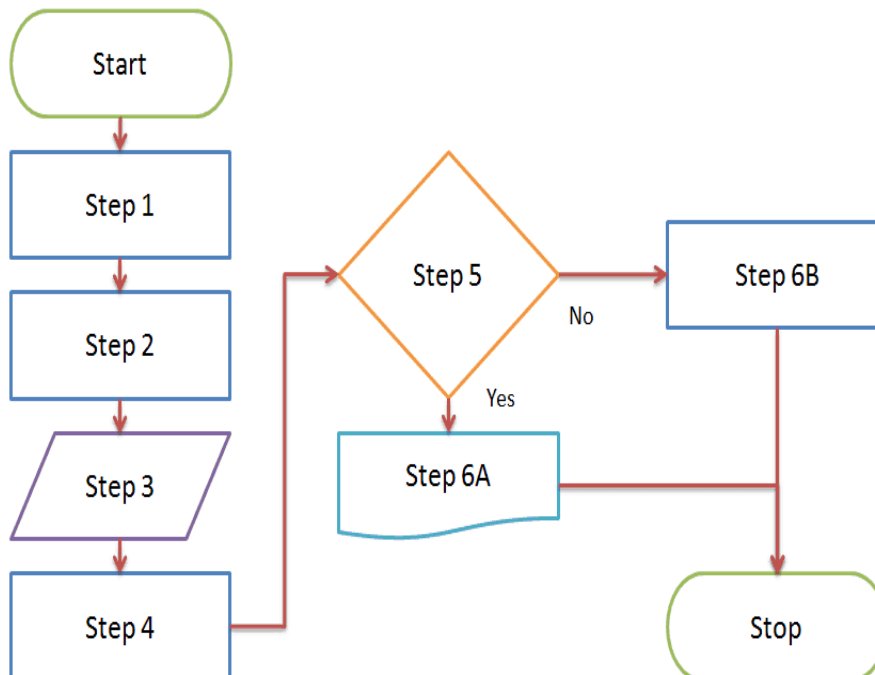 Start
Step 1
Step 2
Step 3
Step 4
Step 5
No
Yes
Step 6A
Step 6B
Stop